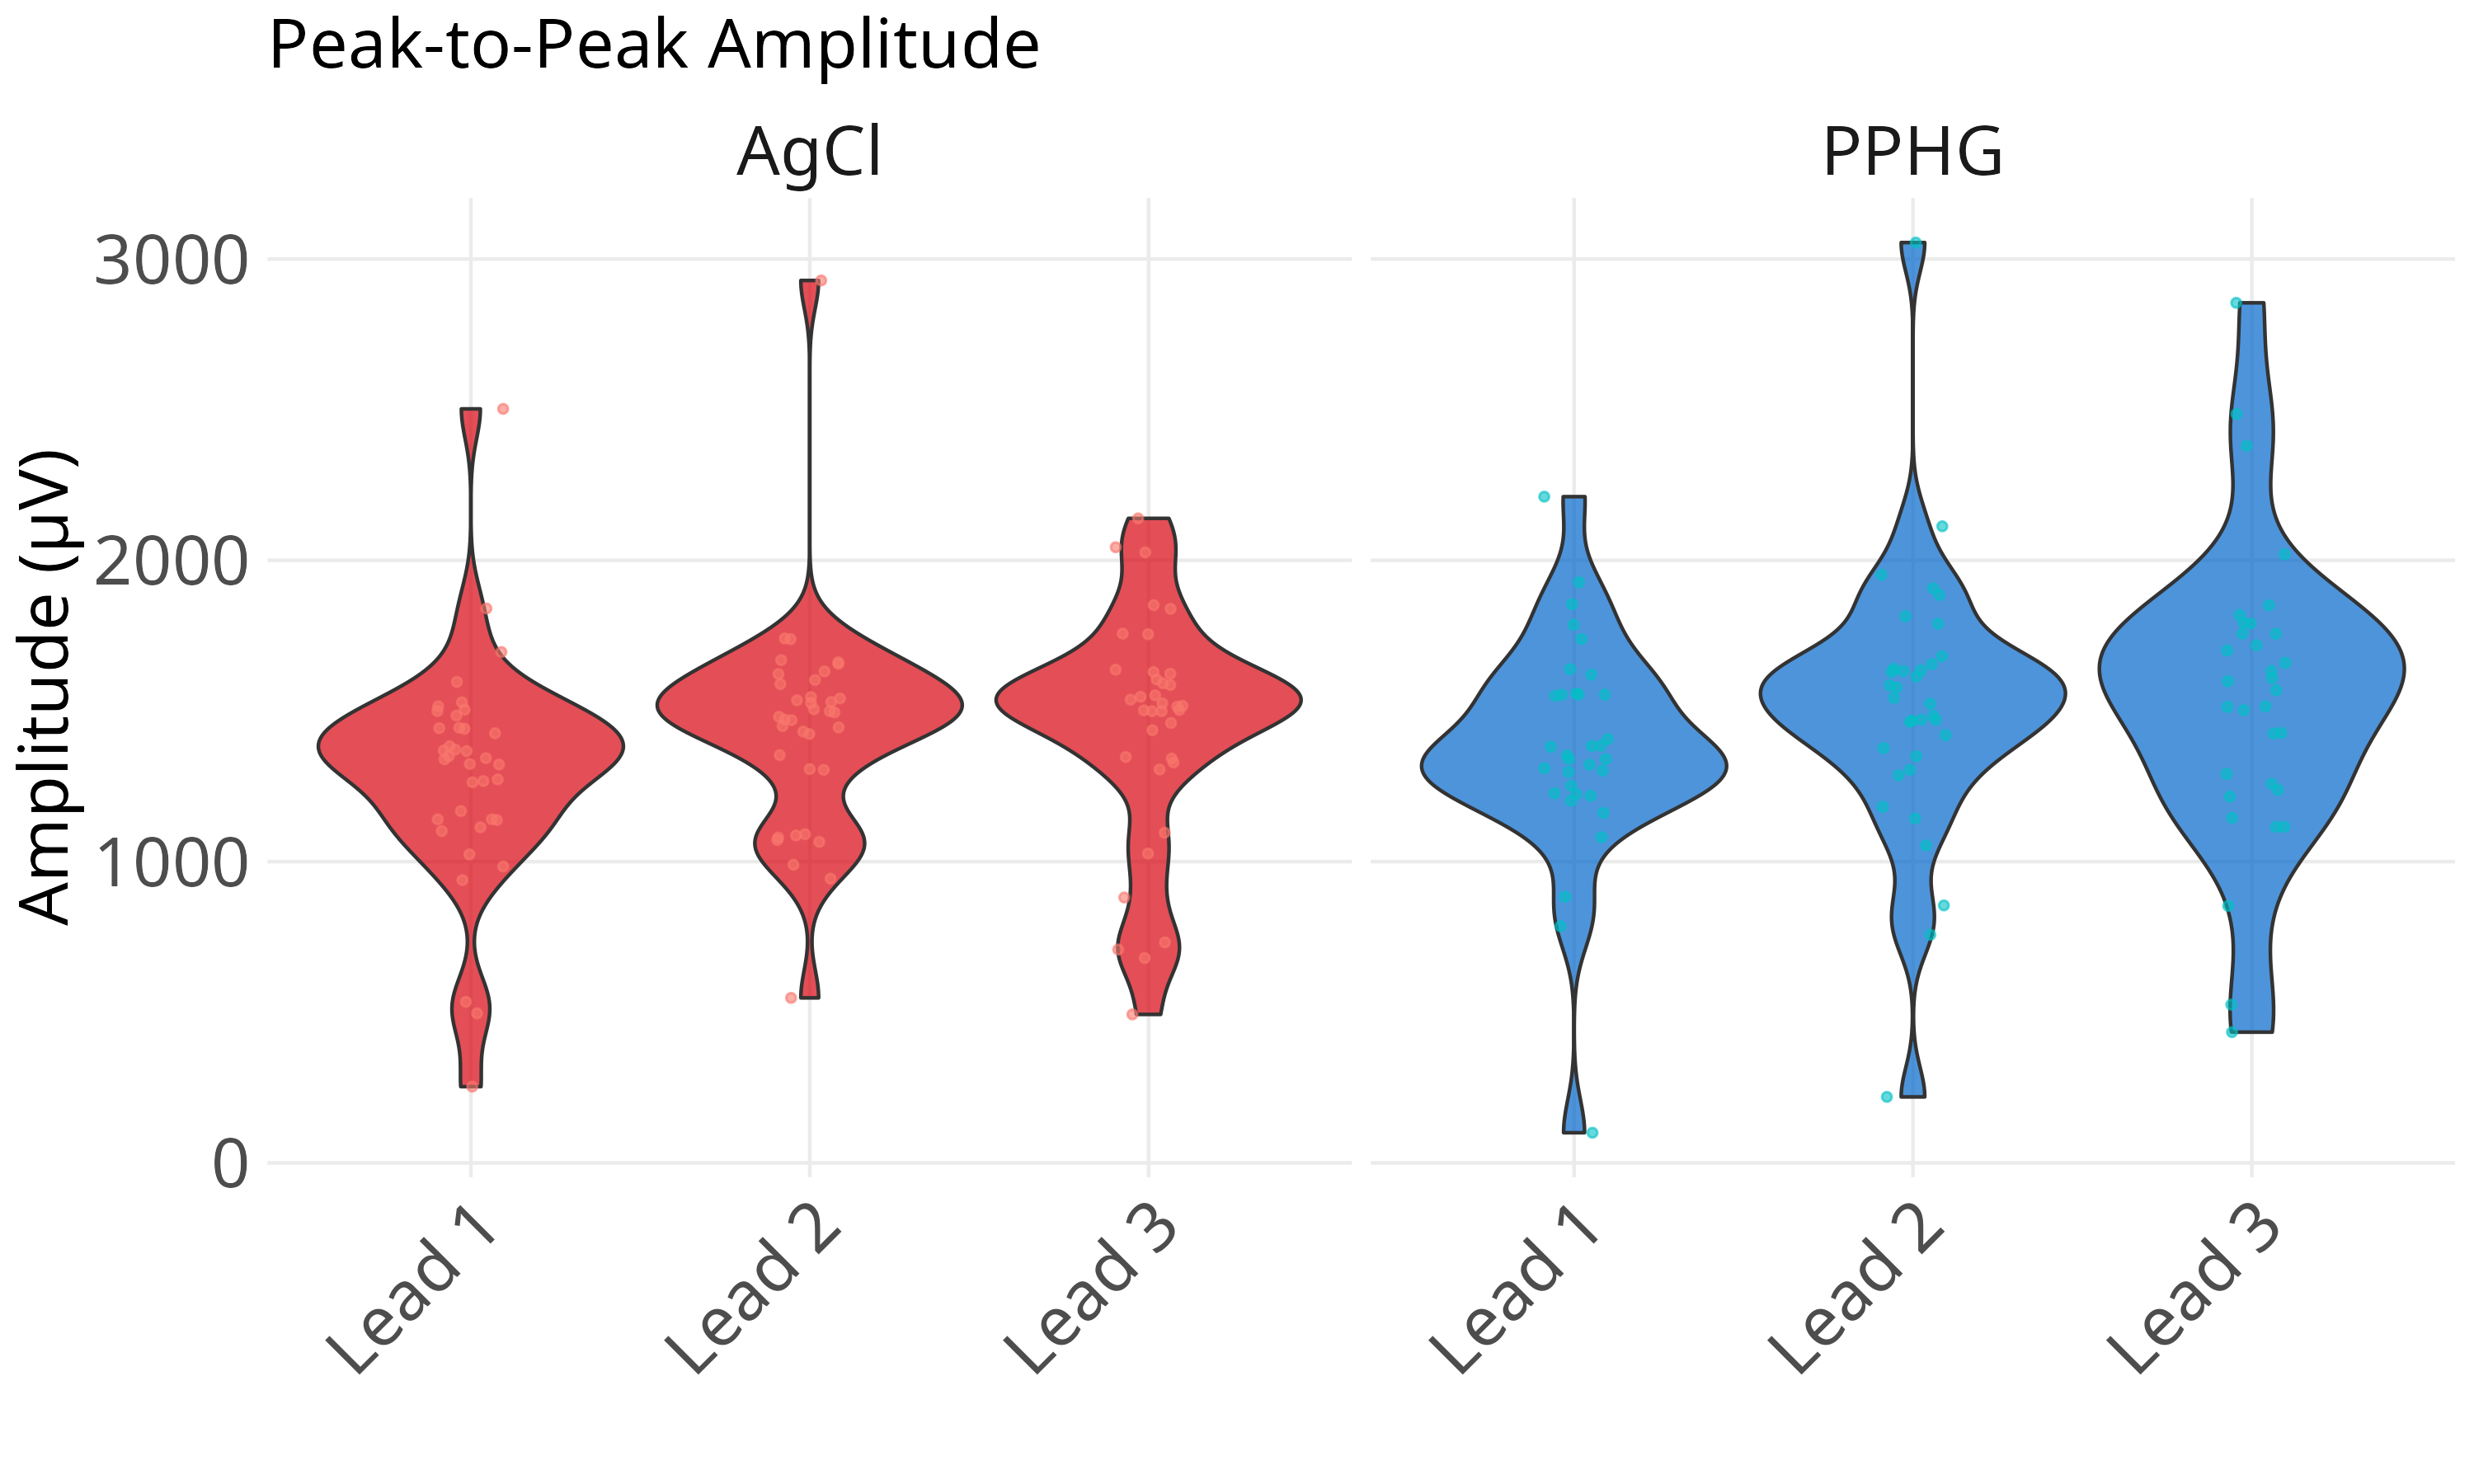 Peak-to-Peak Amplitude
AgCl
PPHG
Amplitude (µV)
3000
2000
1000
0
Lead 1
Lead 2
Lead 3
Lead 1
Lead 2
Lead 3